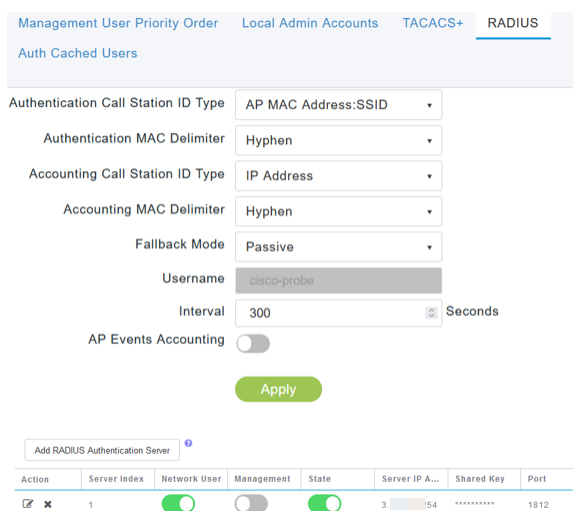 Management User Priority Order Local Admin Accounts TACACS+ RADIUS
Auth Cached Users
Authentication Call Station ID Type AP MAC Address:SSID
Authentication MAC Delimiter Hyphen
Accounting Call Station ID Type IP Address
Accounting MAC Delimiter Hyphen
Fallback Mode Passive
Username cisco-probe
Interval 300 Seconds
AP Events Accounting
Apply
Add RADIUS Authentication Server ?
Action Server Index Network User Management State Server IP A... Shared Key Port
1 3. 254 ********** 1812